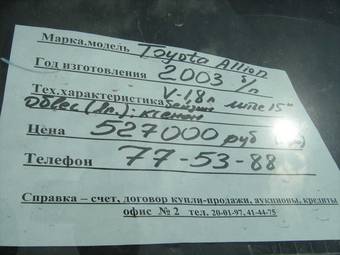 Марка.модель Toyota Allion
Год изготовления 2003 б/п
Тех.характеристика V-1.8л бензин литье 15"
Обвес (Яп.); ксенон
Цена 527000 руб
Телефон 77-53-88
Справка – счет, договор купли-продажи, аукционы, кредиты
офис № 2 тел. 20-01-97, 41-44-75